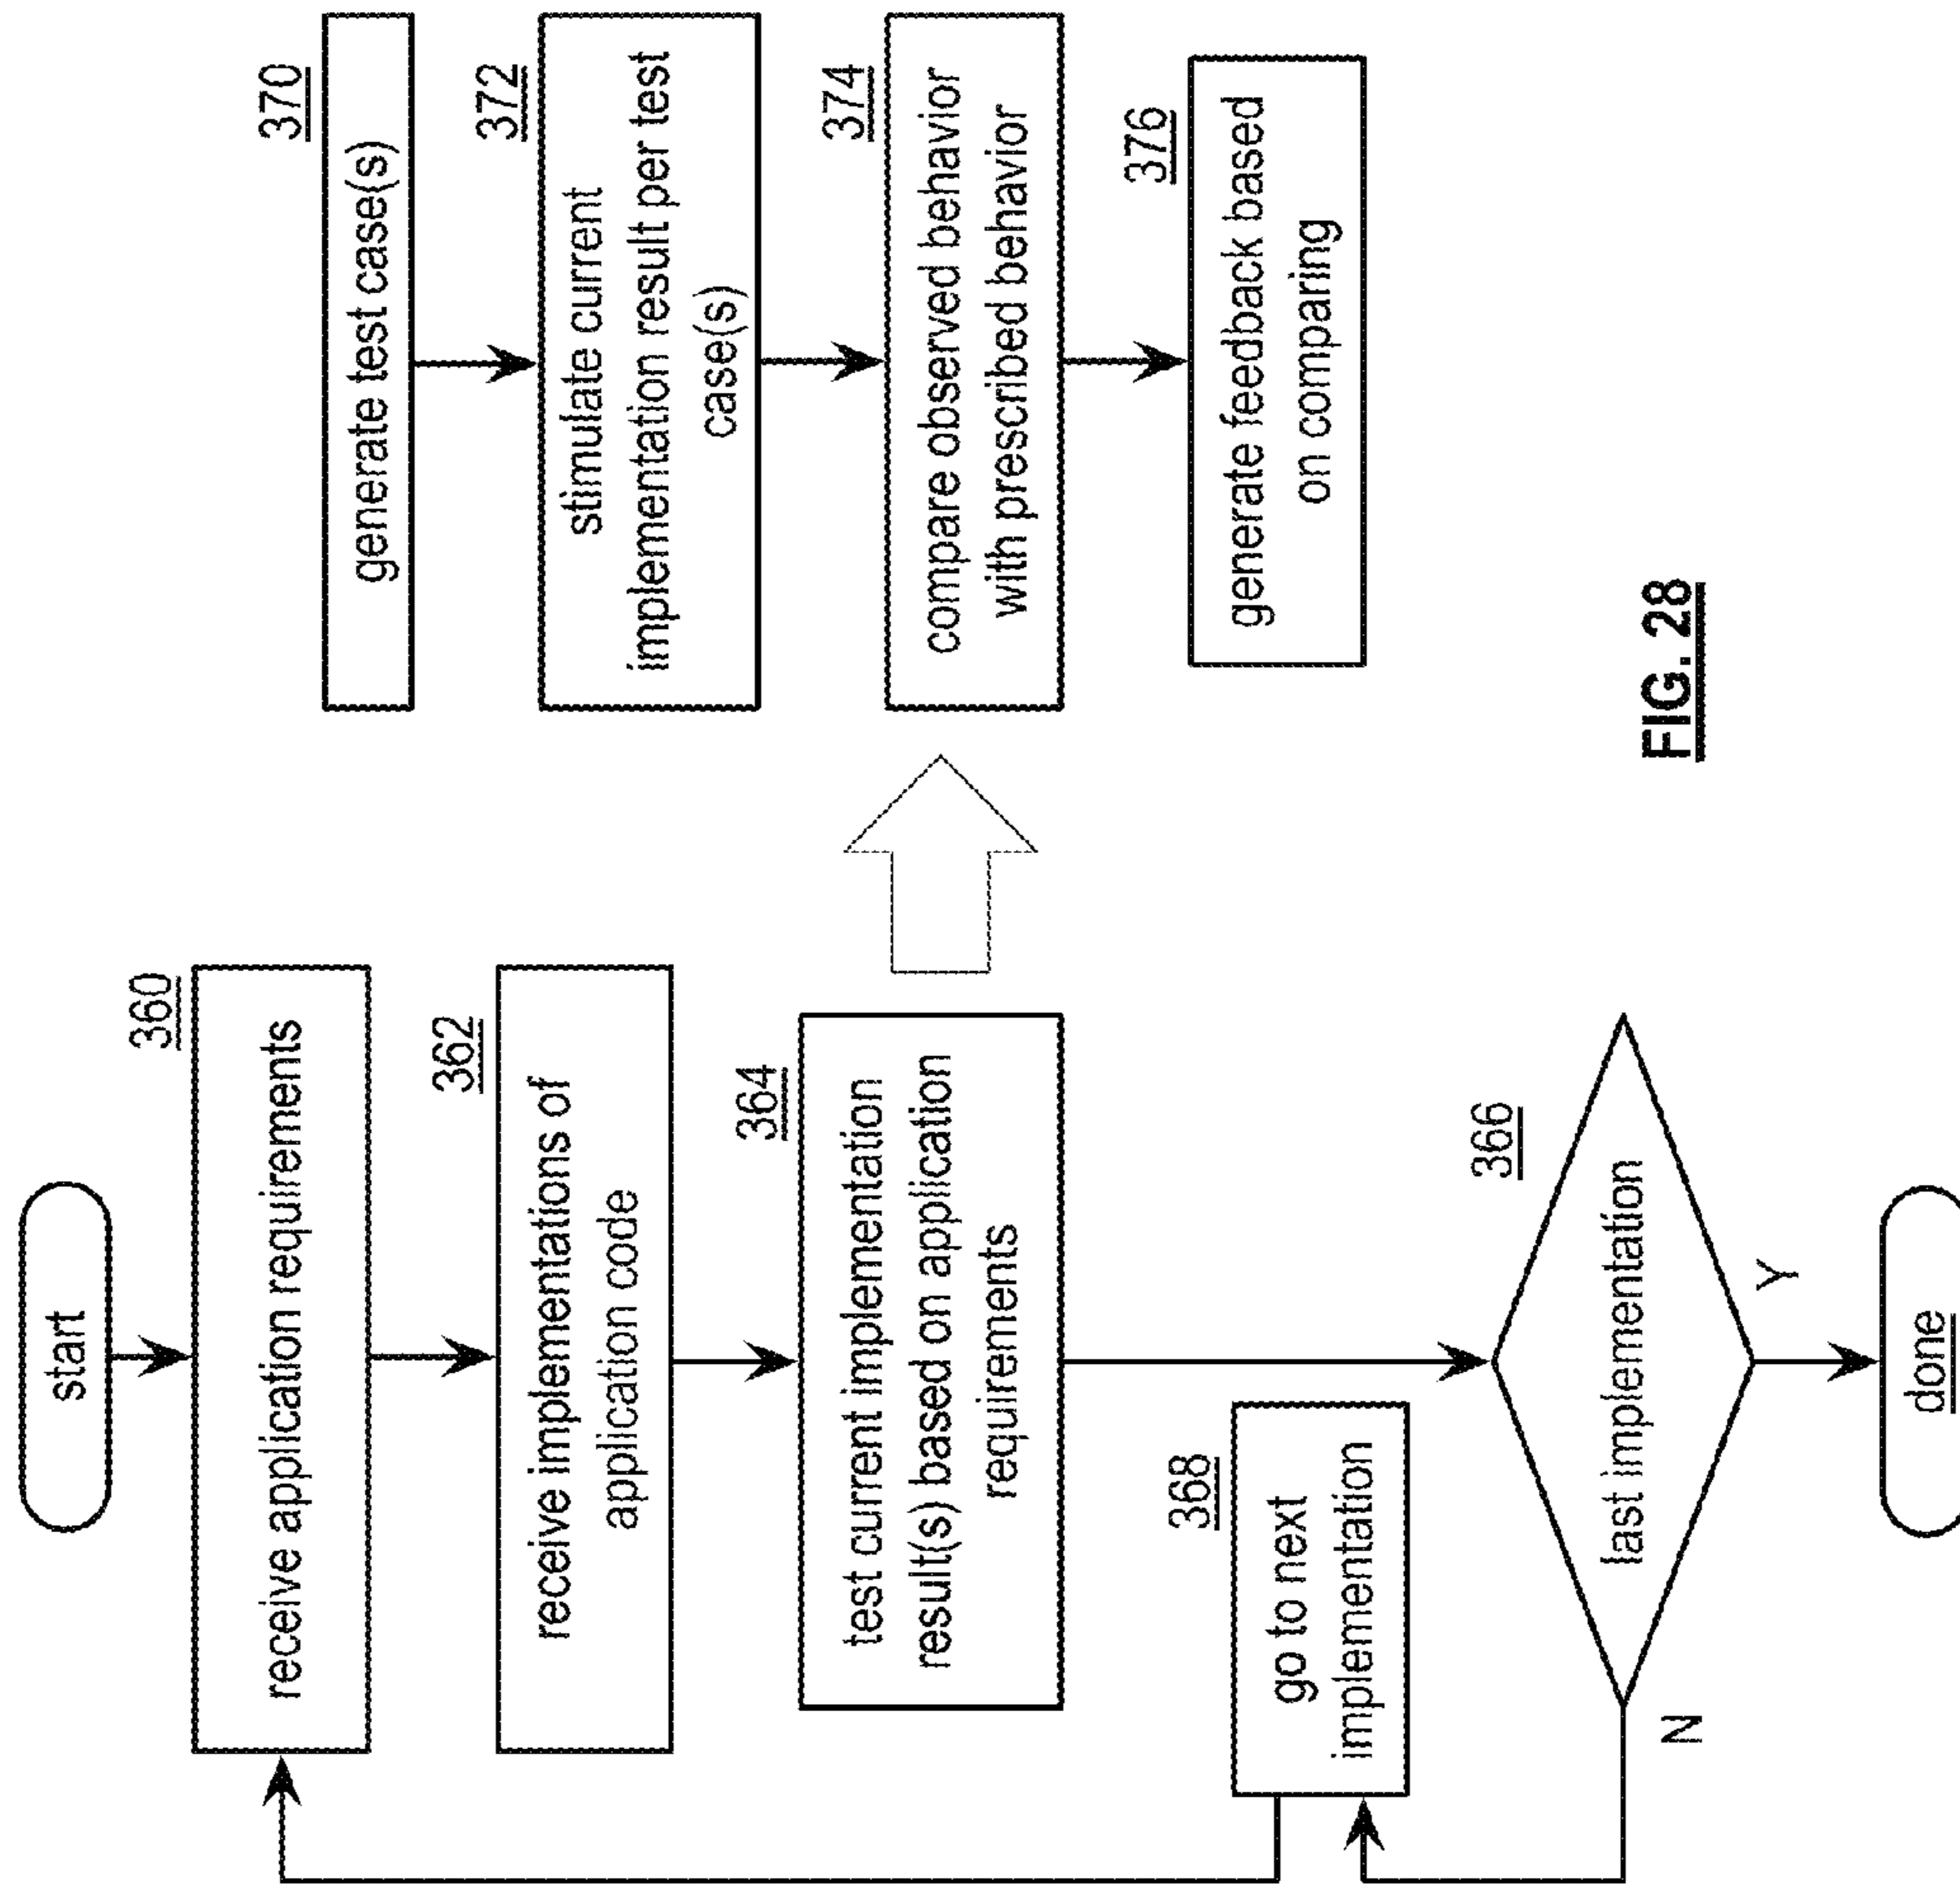 start
360
receive application requirements
362
receive implementations of
application code
364
test current implementation
result(s) based on application
requirements
368
go to next
implementation
366
last implementation
N
Y
done
370
generate test case(s)
372
stimulate current
implementation result per test
case(s)
374
compare observed behavior
with prescribed behavior
376
generate feedback based
on comparing
FIG. 28